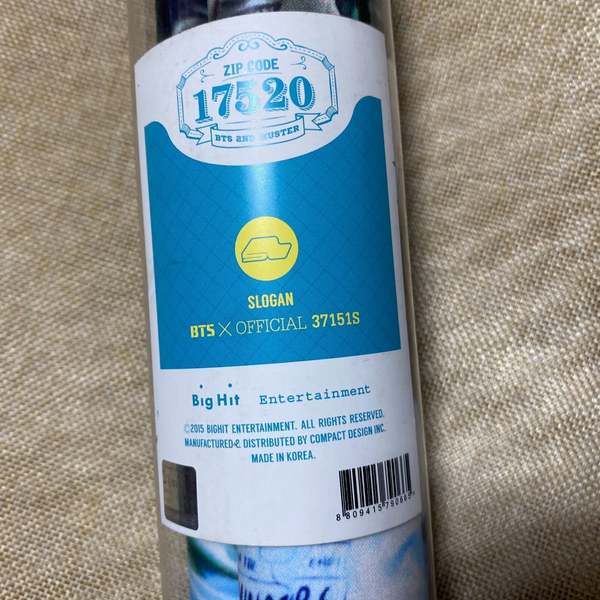 ZIP CODE
17520
BTS 2ND MUSTER
SLOGAN
BTS X OFFICIAL 37151S
Big Hit Entertainment
©2015 BIGHIT ENTERTAINMENT. ALL RIGHTS RESERVED.
MANUFACTURED & DISTRIBUTED BY COMPACT DESIGN INC.
MADE IN KOREA.